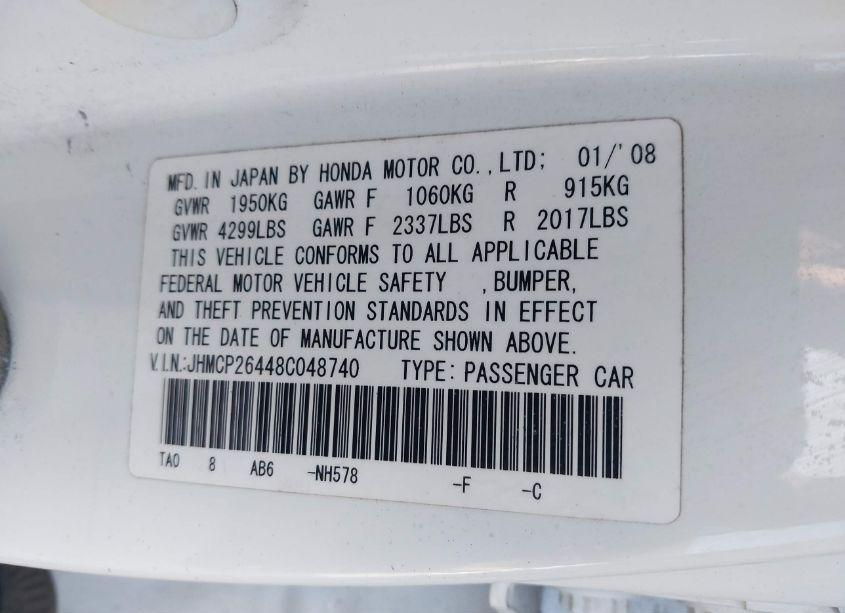 MFD. IN JAPAN BY HONDA MOTOR CO.,LTD; 01/'08
GVWR 1950KG GAWR F 1060KG R 915KG
GVWR 4299LBS GAWR F 2337LBS R 2017LBS
THIS VEHICLE CONFORMS TO ALL APPLICABLE
FEDERAL MOTOR VEHICLE SAFETY ,BUMPER,
AND THEFT PREVENTION STANDARDS IN EFFECT
ON THE DATE OF MANUFACTURE SHOWN ABOVE.
V.I.N.:JHMCP26448C048740 TYPE: PASSENGER CAR
TA0 8 AB6 -NH578 -F -C